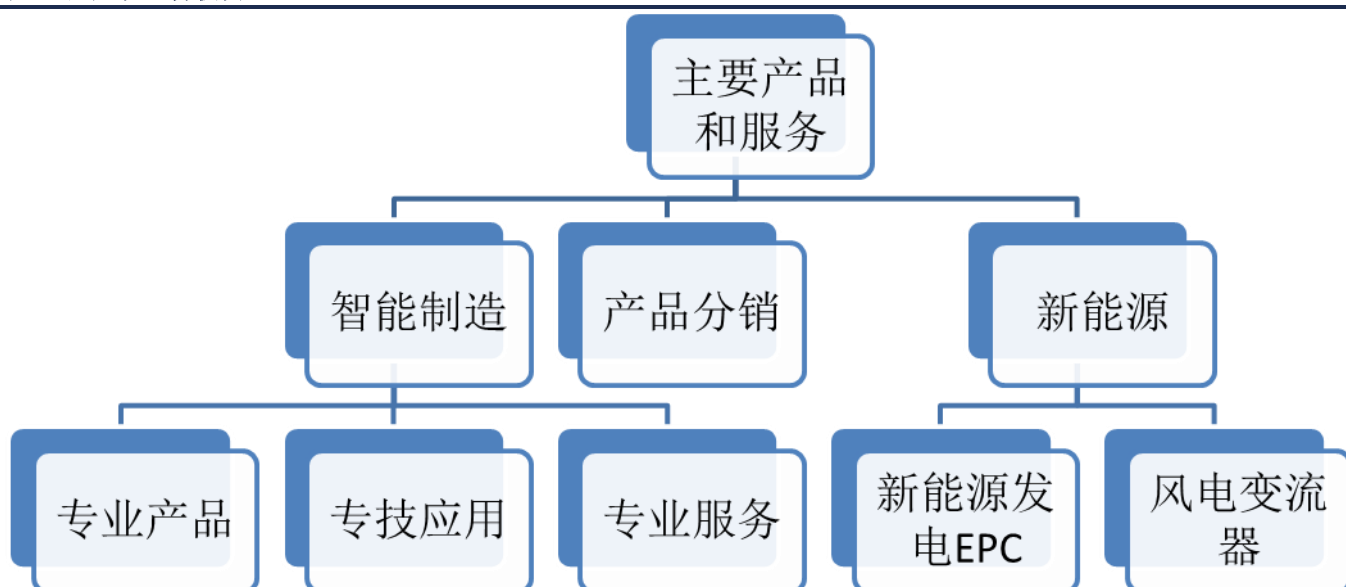 主要产品
和服务
智能制造
产品分销
新能源
专业产品
专技应用
专业服务
新能源发
电EPC
风电变流
器